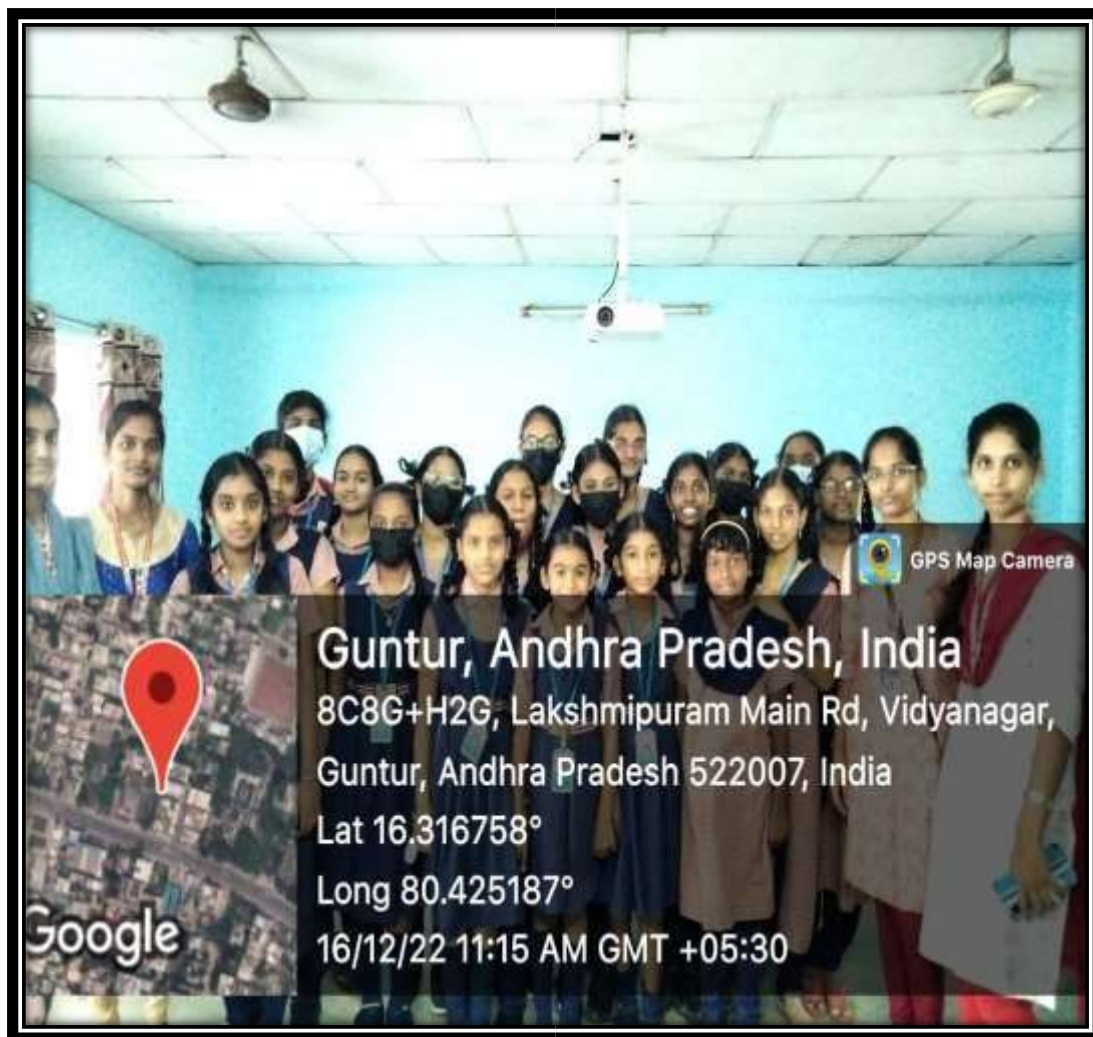 GPS Map Camera
Guntur, Andhra Pradesh, India
8C8G+H2G, Lakshmipuram Main Rd, Vidyanagar,
Guntur, Andhra Pradesh 522007, India
Lat 16.316758°
Long 80.425187°
16/12/22 11:15 AM GMT +05:30
Google